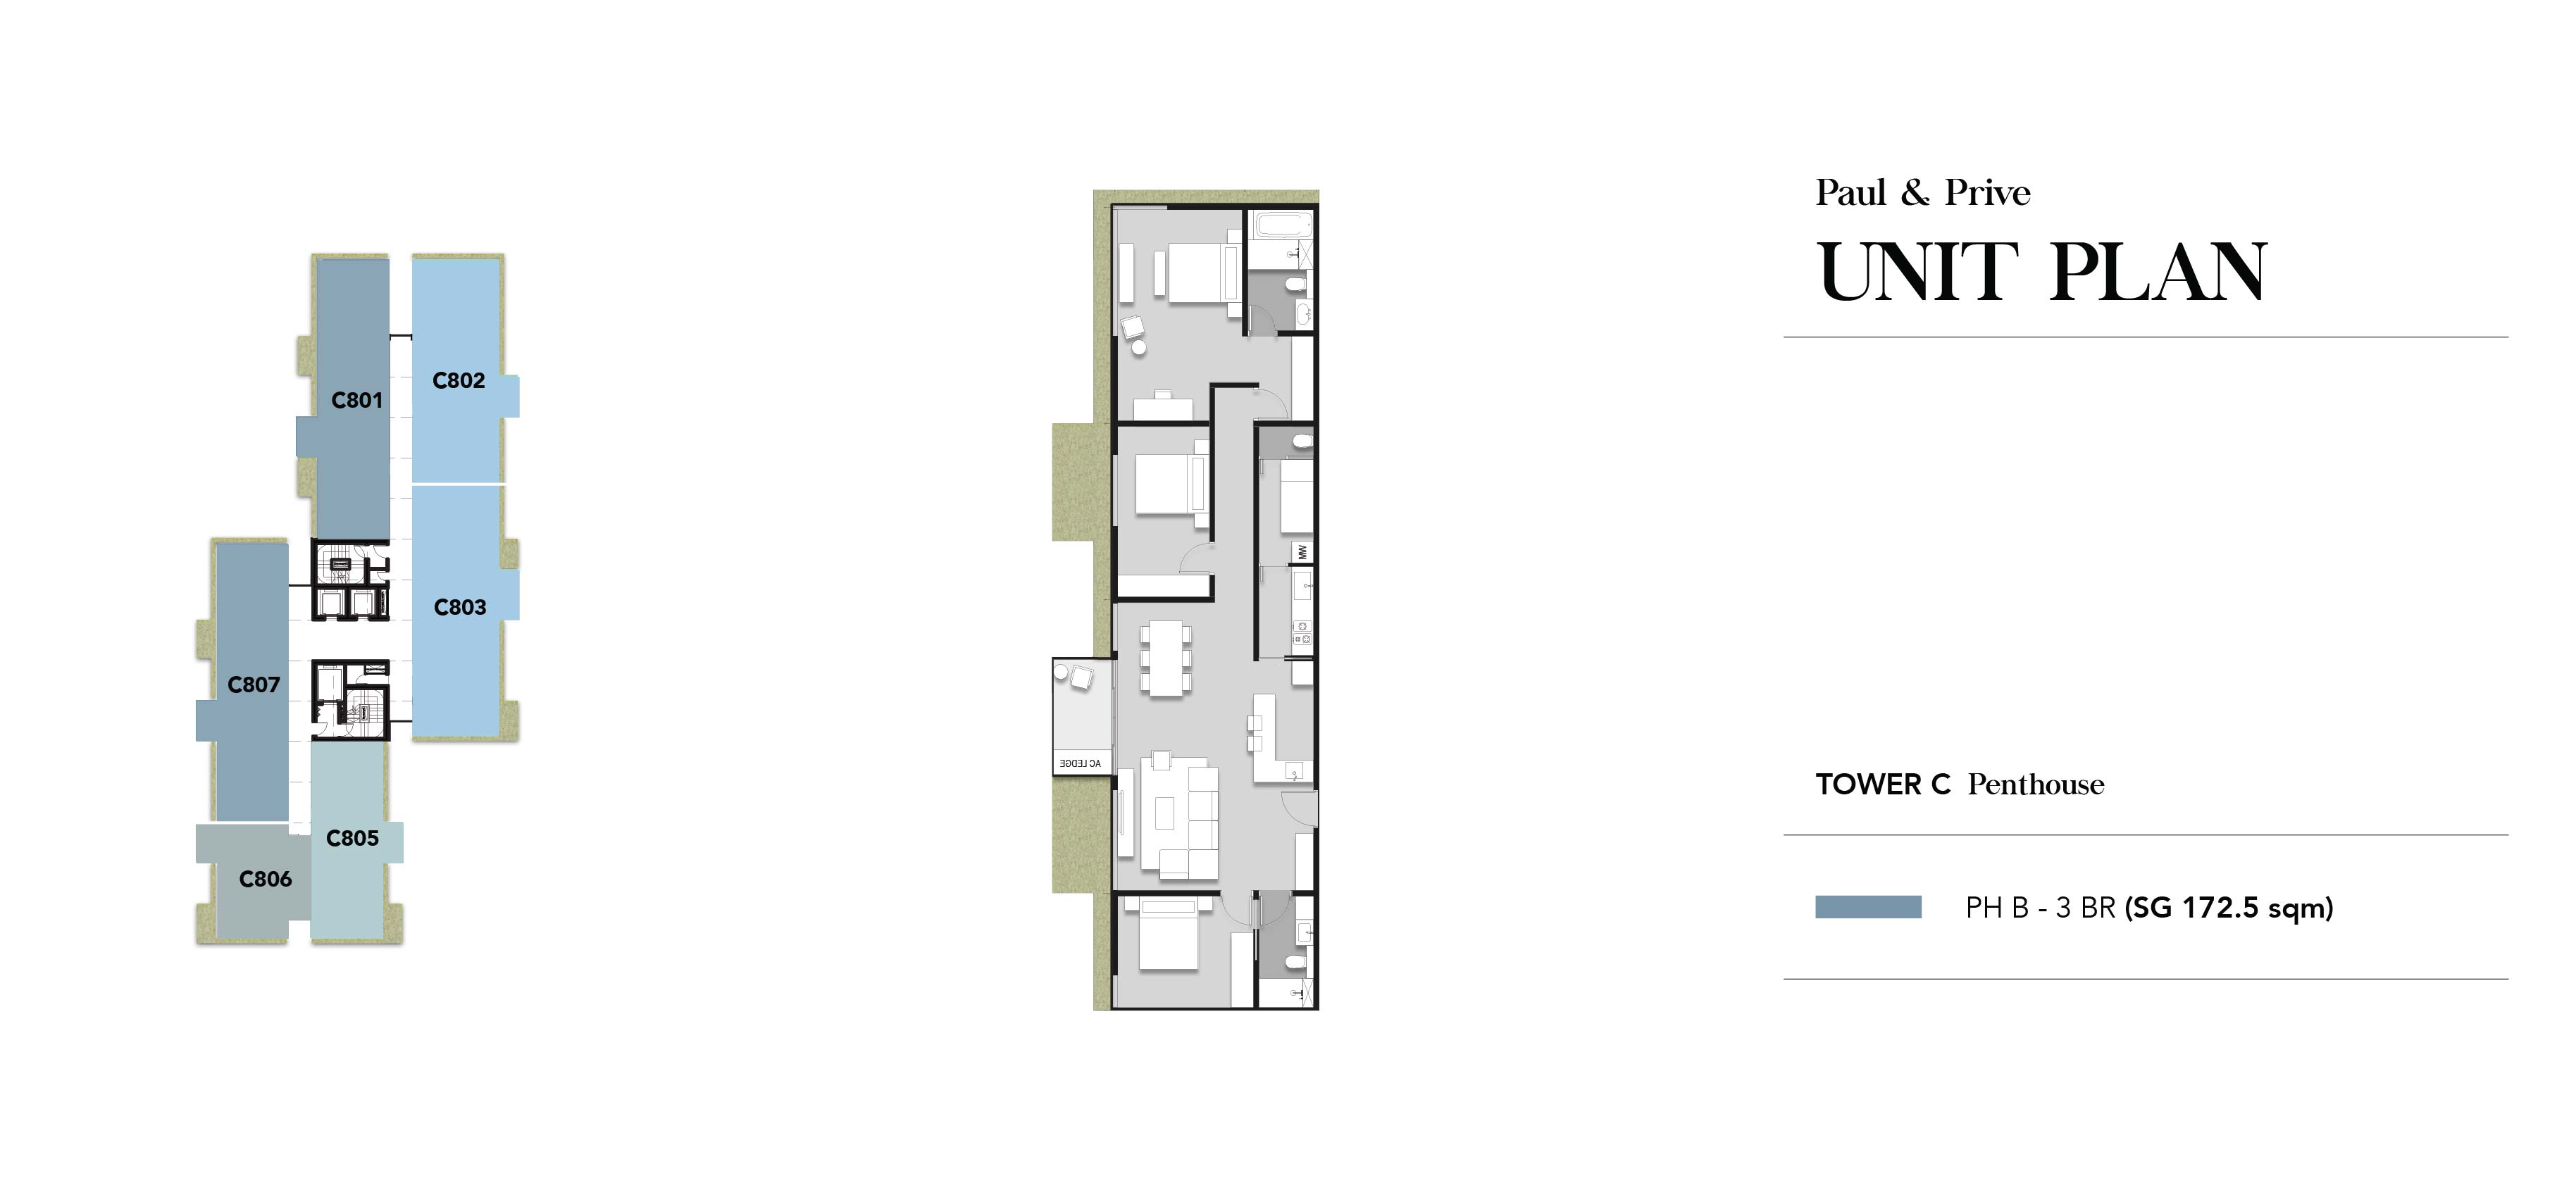 Paul & Prive
UNIT PLAN
C801
C802
C803
C807
C805
C806
MW
AC LEDGE
TOWER C Penthouse
PH B - 3 BR (SG 172.5 sqm)